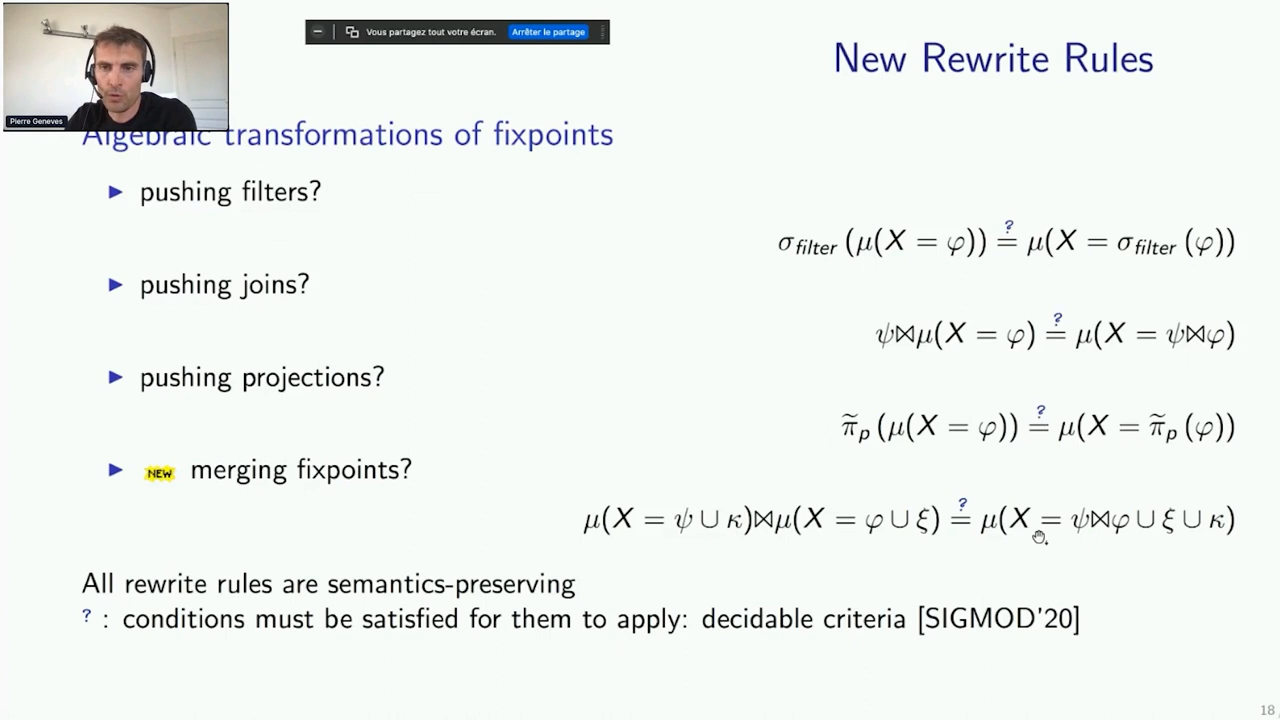 Vous partagez tout votre écran. Arrêter le partage
New Rewrite Rules
Pierre Geneves
Algebraic transformations of fixpoints
▶ pushing filters?
σ_filter (μ(X = φ)) ≟ μ(X = σ_filter (φ))
▶ pushing joins?
ψ⋈μ(X = φ) ≟ μ(X = ψ⋈φ)
▶ pushing projections?
π̃_p (μ(X = φ)) ≟ μ(X = π̃_p (φ))
▶ NEW merging fixpoints?
μ(X = ψ ∪ κ)⋈μ(X = φ ∪ ξ) ≟ μ(X = ψ⋈φ ∪ ξ ∪ κ)
All rewrite rules are semantics-preserving
? : conditions must be satisfied for them to apply: decidable criteria [SIGMOD'20]
18